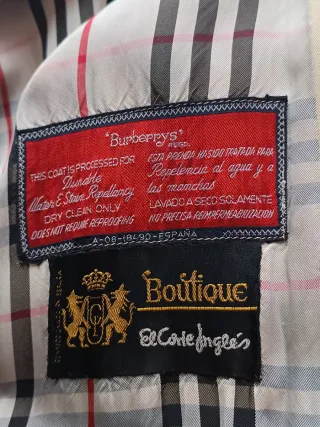 'Burberrys'
REGD.
THIS COAT IS PROCESSED FOR
Durable
Water & Stain Repellancy
DRY CLEAN ONLY
DOES NOT REQUIRE REPROOFING
ESTA PRENDA HA SIDO TRATADA PARA
Repelencia al agua y a
las manchas
LAVADO A SECO SOLAMENTE
NO PRECISA REIMPERMEABILIZACION
A-08-18490-ESPAÑA
Boutique
El Corte Inglés